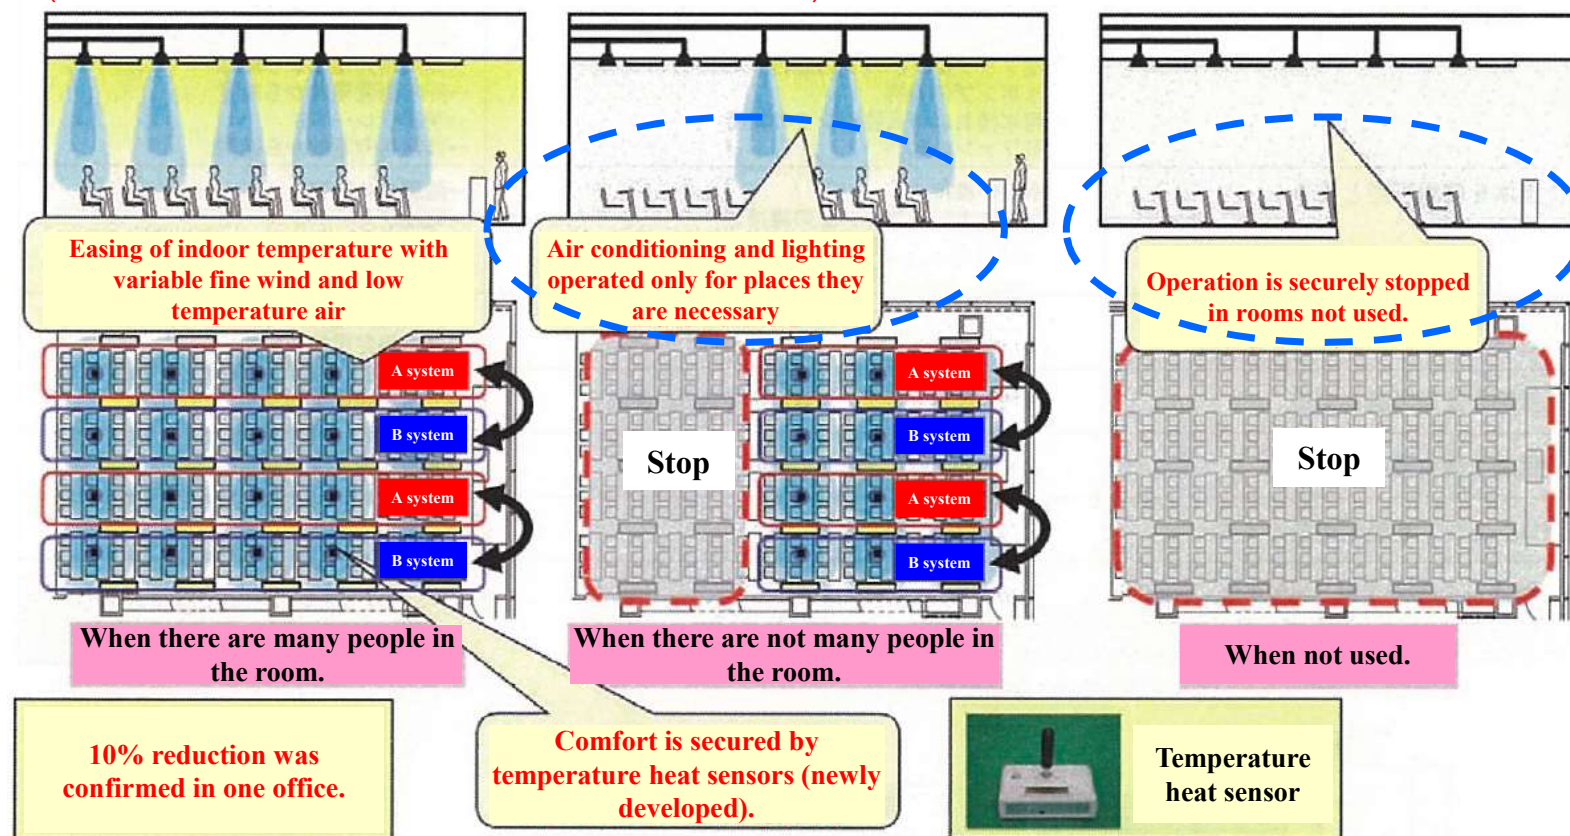 Easing of indoor temperature with
variable fine wind and low
temperature air
Air conditioning and lighting
operated only for places they
are necessary
Operation is securely stopped
in rooms not used.
A system
B system
A system
B system
Stop
A system
B system
A system
B system
Stop
When there are many people in
the room.
When there are not many people in
the room.
When not used.
10% reduction was
confirmed in one office.
Comfort is secured by
temperature heat sensors (newly
developed).
Temperature
heat sensor